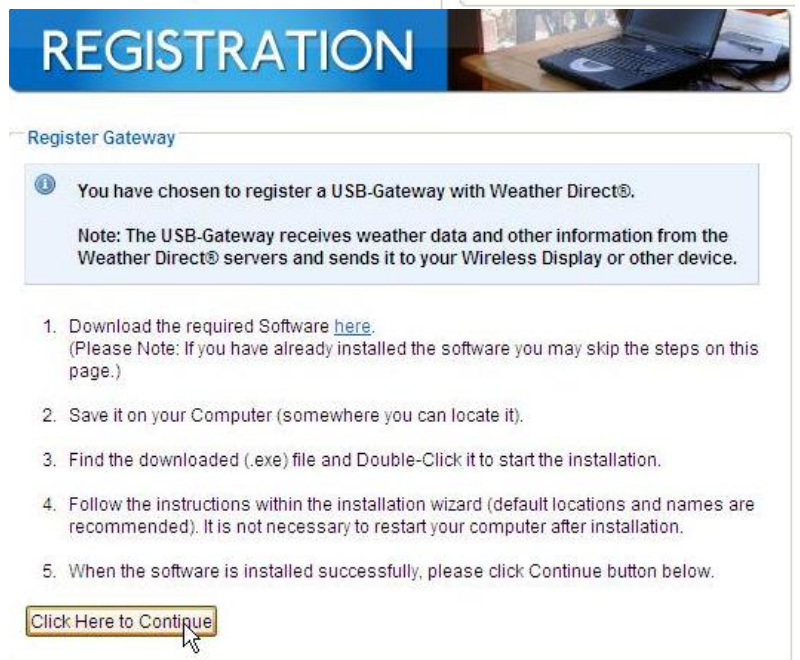 REGISTRATION
Register Gateway
You have chosen to register a USB-Gateway with Weather Direct®.
Note: The USB-Gateway receives weather data and other information from the
Weather Direct® servers and sends it to your Wireless Display or other device.
1. Download the required Software here.
(Please Note: If you have already installed the software you may skip the steps on this
page.)
2. Save it on your Computer (somewhere you can locate it).
3. Find the downloaded (.exe) file and Double-Click it to start the installation.
4. Follow the instructions within the installation wizard (default locations and names are
recommended). It is not necessary to restart your computer after installation.
5. When the software is installed successfully, please click Continue button below.
Click Here to Continue